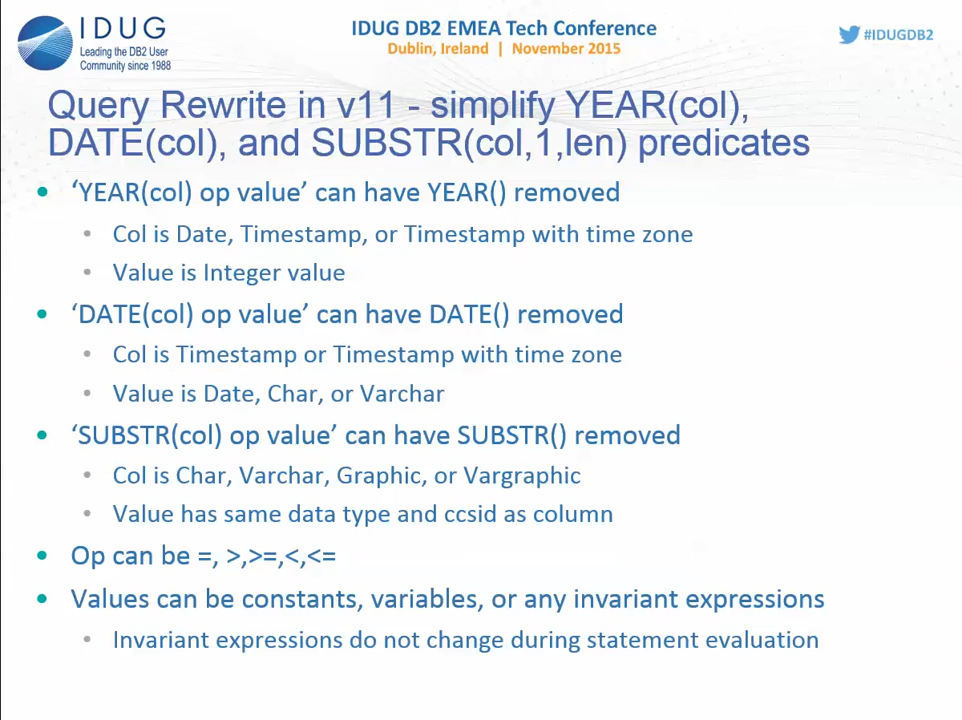 IDUG
Leading the DB2 User
Community since 1988
IDUG DB2 EMEA Tech Conference
Dublin, Ireland | November 2015
#IDUGDB2
Query Rewrite in v11 - simplify YEAR(col),
DATE(col), and SUBSTR(col,1,len) predicates
• ‘YEAR(col) op value’ can have YEAR() removed
• Col is Date, Timestamp, or Timestamp with time zone
• Value is Integer value
• ‘DATE(col) op value’ can have DATE() removed
• Col is Timestamp or Timestamp with time zone
• Value is Date, Char, or Varchar
• ‘SUBSTR(col) op value’ can have SUBSTR() removed
• Col is Char, Varchar, Graphic, or Vargraphic
• Value has same data type and ccsid as column
• Op can be =, >,>=,<,<=
• Values can be constants, variables, or any invariant expressions
• Invariant expressions do not change during statement evaluation